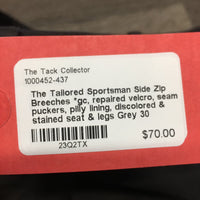 The Tack Collector
1000452-437
The Tailored Sportsman Side Zip
Breeches *gc, repaired velcro, seam
puckers, pilly lining, discolored &
stained seat & legs Grey 30
$70.00
23Q2TX